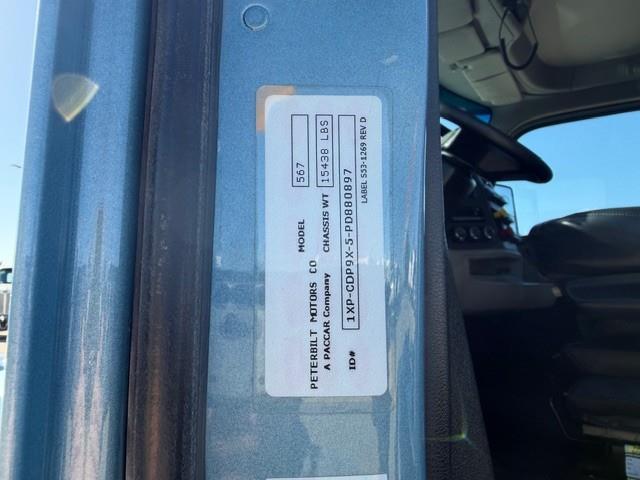 PETERBILT MOTORS CO MODEL 567
A PACCAR Company CHASSIS WT 15438 LBS
ID# 1XP-CDP9X-5-PD880897
LABEL S53-1269 REV D